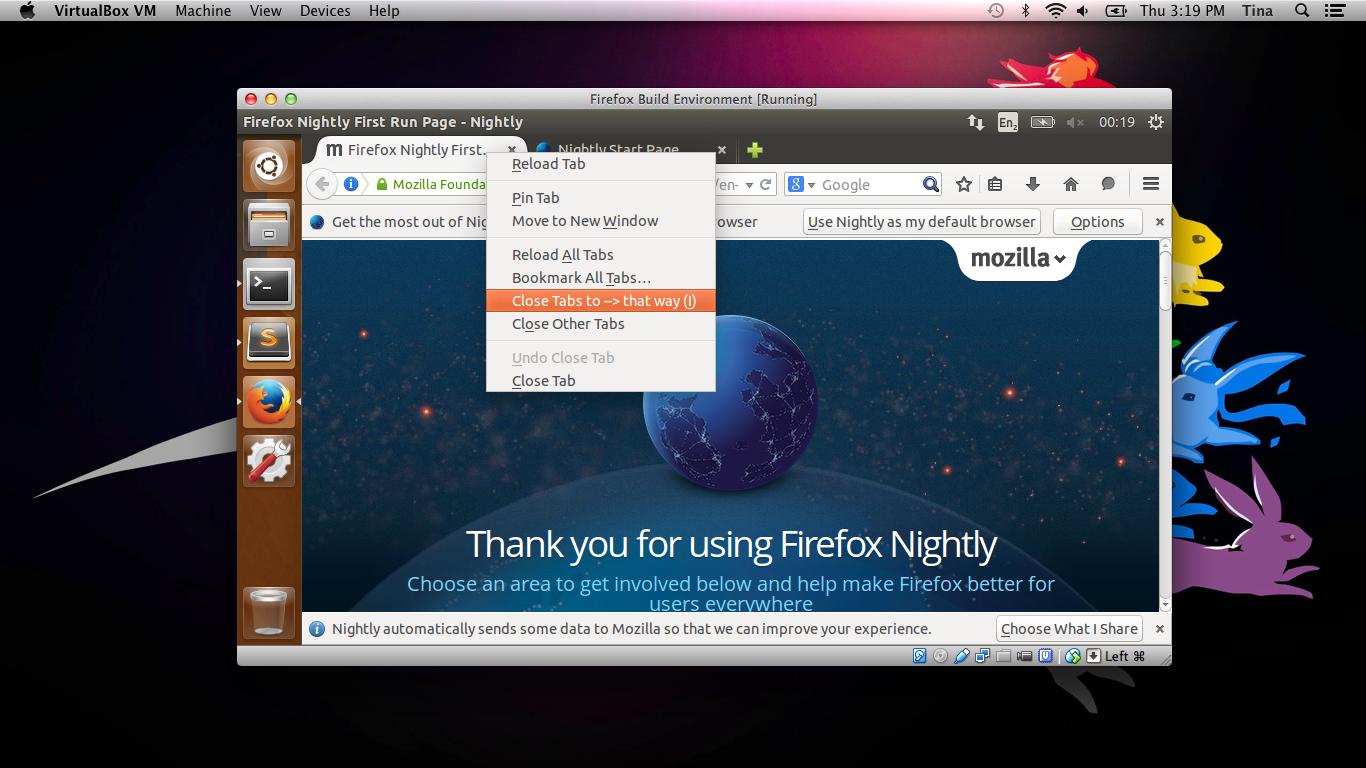 VirtualBox VM Machine View Devices Help Thu 3:19 PM Tina
Firefox Build Environment [Running]
Firefox Nightly First Run Page - Nightly En2 00:19
m Firefox Nightly First... Nightly Start Page
Mozilla Founda /en- 8 Google
Get the most out of Nig owser Use Nightly as my default browser Options
Reload Tab
Pin Tab
Move to New Window
Reload All Tabs
Bookmark All Tabs...
Close Tabs to --> that way (!)
Close Other Tabs
Undo Close Tab
Close Tab
mozilla
Thank you for using Firefox Nightly
Choose an area to get involved below and help make Firefox better for
users everywhere
Nightly automatically sends some data to Mozilla so that we can improve your experience. Choose What I Share
Left ⌘